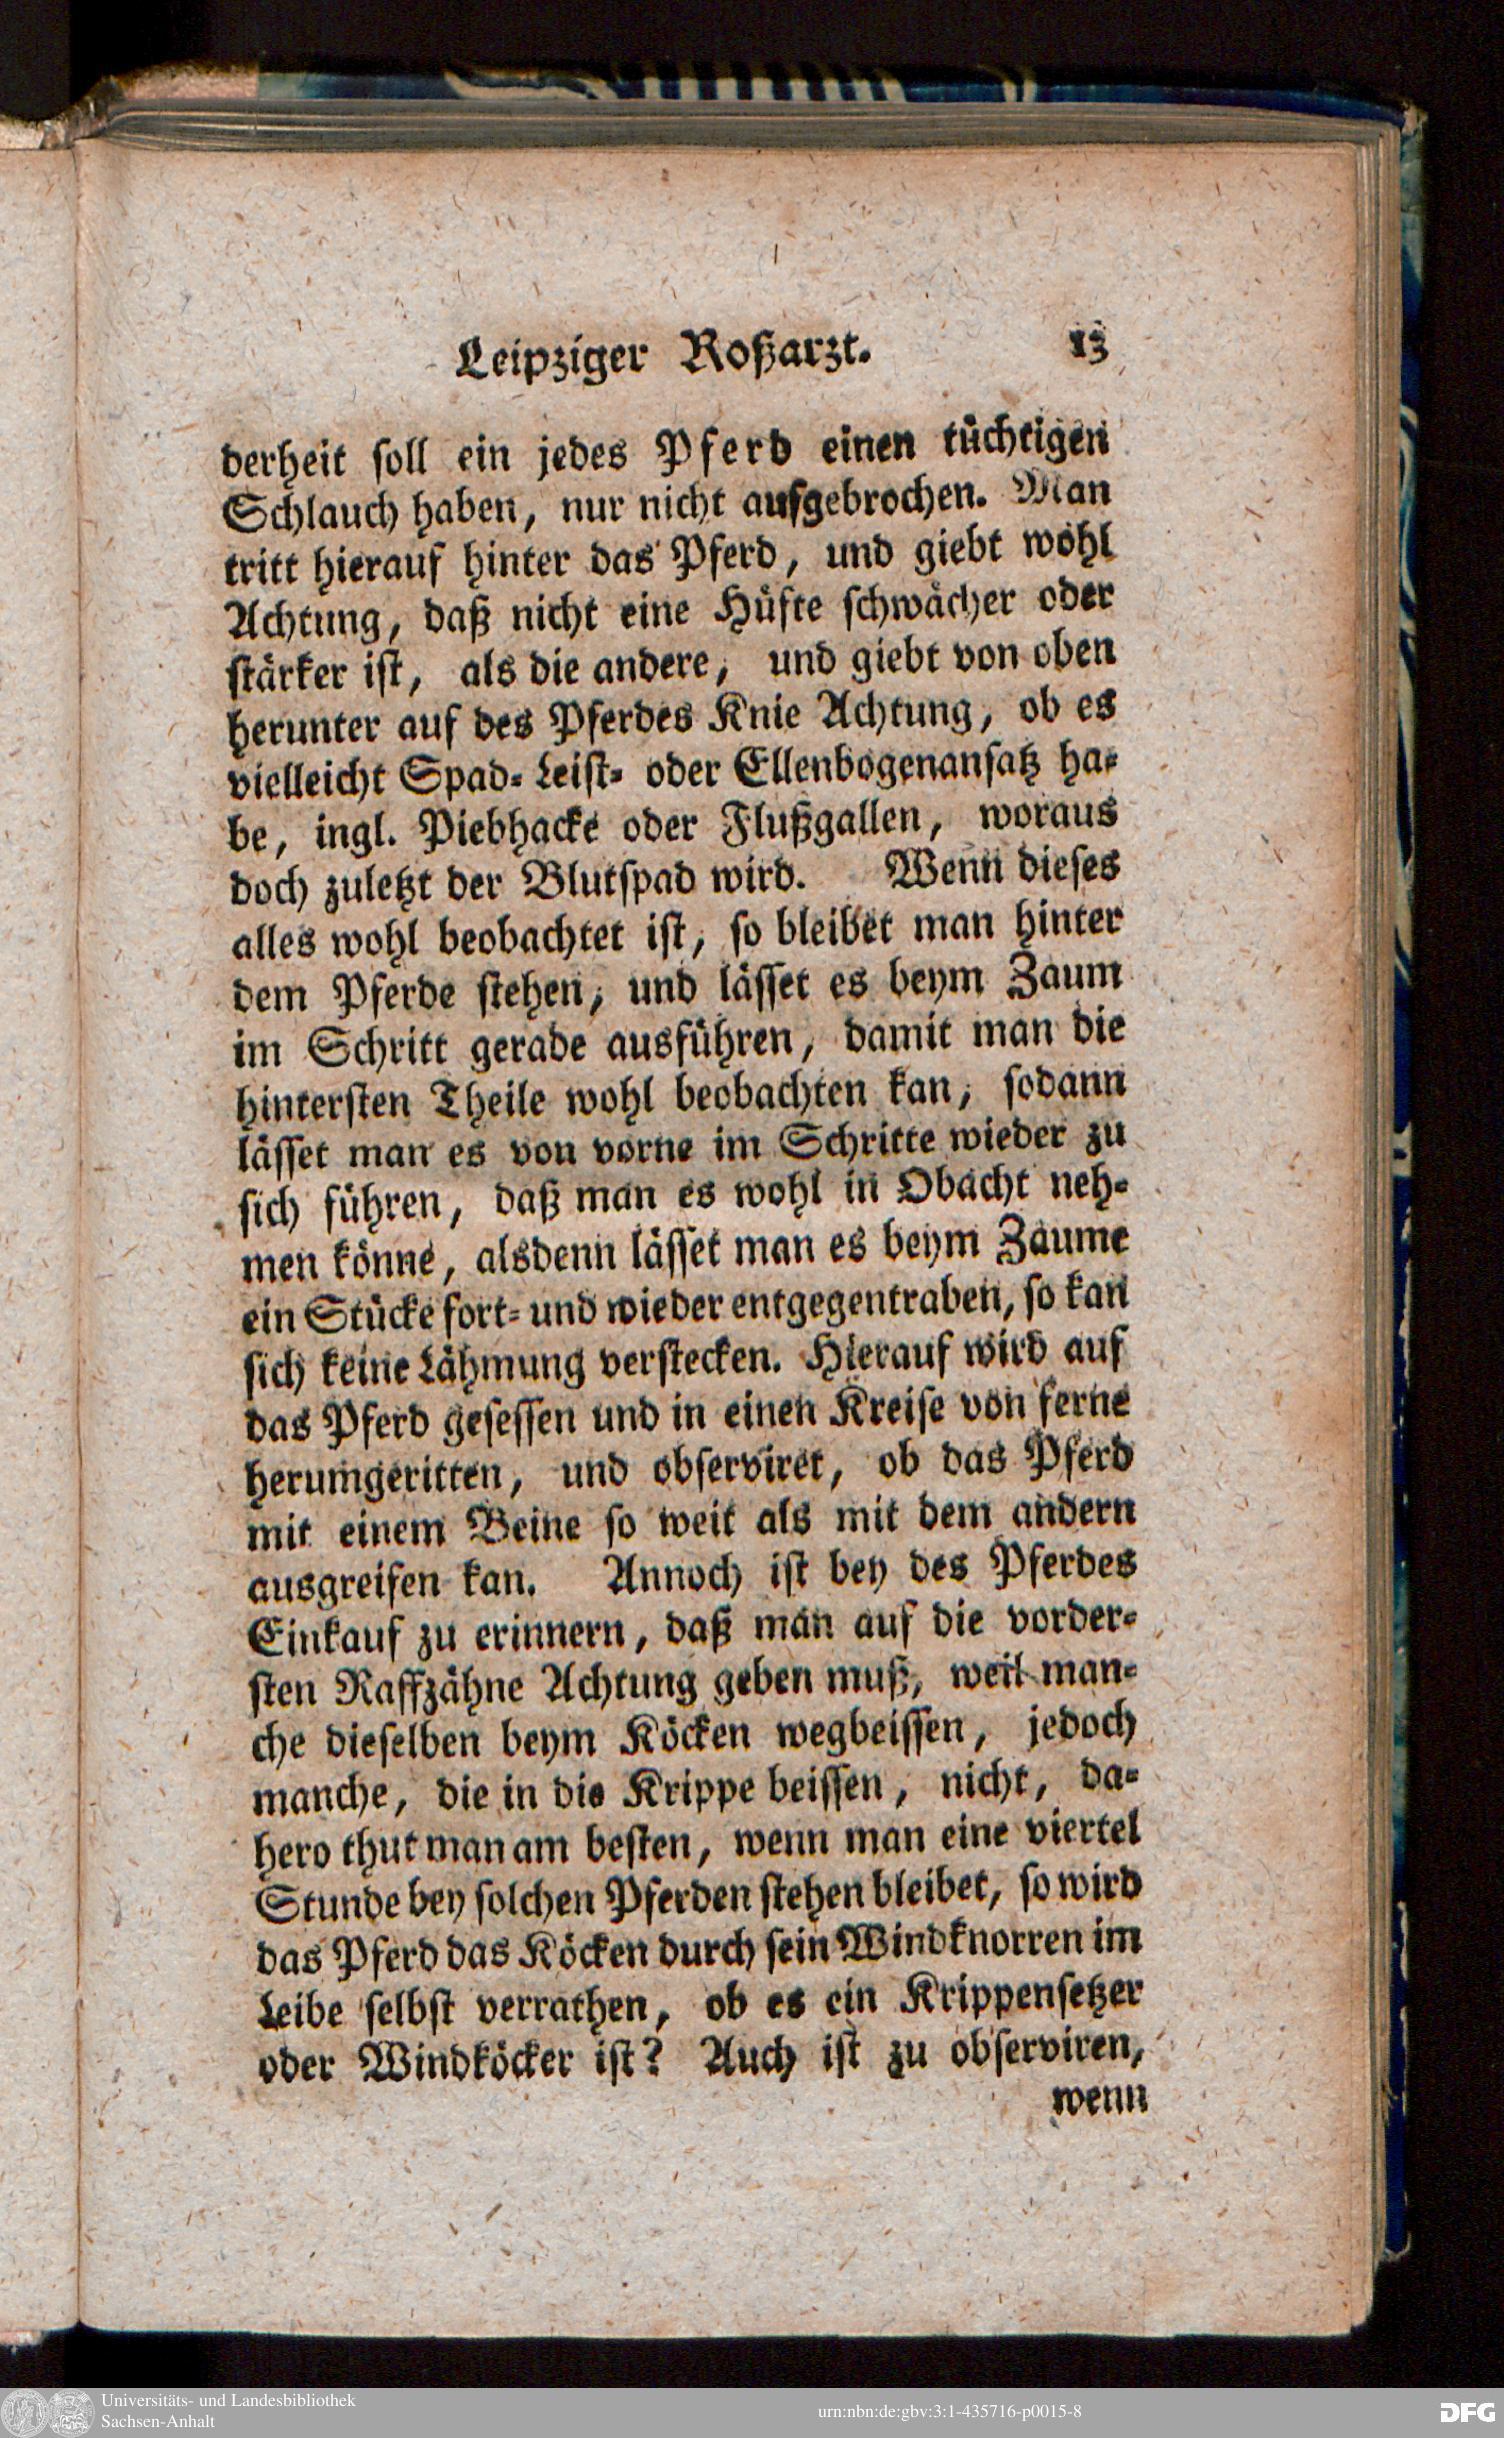 Leipziger Roßarzt. 13
derheit soll ein jedes Pferd einen tüchtigen
Schlauch haben, nur nicht aufgebrochen. Man
tritt hierauf hinter das Pferd, und giebt wohl
Achtung, daß nicht eine Hüfte schwächer oder
stärker ist, als die andere, und giebt von oben
herunter auf des Pferdes Knie Achtung, ob es
vielleicht Spad- Leist- oder Ellenbogenansatz ha-
be, ingl. Piebhacke oder Flußgallen, woraus
doch zuletzt der Blutspad wird. Wenn dieses
alles wohl beobachtet ist, so bleibet man hinter
dem Pferde stehen, und lässet es beym Zaum
im Schritt gerade ausführen, damit man die
hintersten Theile wohl beobachten kan, sodann
lässet man es von vorne im Schritte wieder zu
sich führen, daß man es wohl in Obacht neh-
men könne, alsdenn lässet man es beym Zaume
ein Stücke fort- und wieder entgegentraben, so kan
sich keine Lähmung verstecken. Hierauf wird auf
das Pferd gesessen und in einen Kreise von ferne
herumgeritten, und observiret, ob das Pferd
mit einem Beine so weit als mit dem andern
ausgreifen kan. Annoch ist bey des Pferdes
Einkauf zu erinnern, daß man auf die vorder-
sten Raffzähne Achtung geben muß, weil man-
che dieselben beym Köcken wegbeissen, jedoch
manche, die in die Krippe beissen, nicht, da-
hero thut man am besten, wenn man eine viertel
Stunde bey solchen Pferden stehen bleibet, so wird
das Pferd das Köcken durch sein Windknorren im
Leibe selbst verrathen, ob es ein Krippensetzer
oder Windköcker ist? Auch ist zu observiren,
wenn
Universitäts- und Landesbibliothek
Sachsen-Anhalt
urn:nbn:de:gbv:3:1-435716-p0015-8
DFG